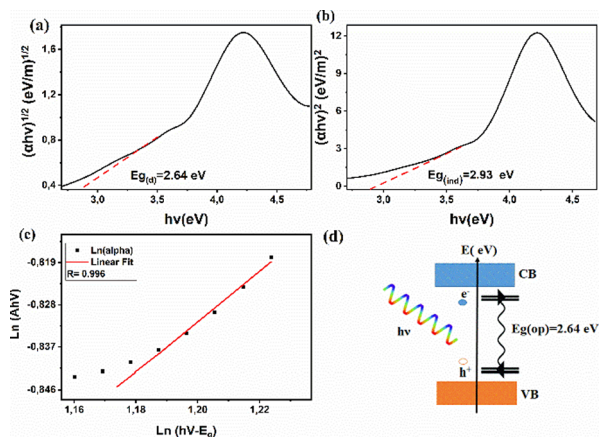 (a)
(αhν)1/2 (eV/m)1/2
1,6
1,2
0,8
0,4
Eg(d)=2.64 eV
3,0 3,5 4,0 4,5
hν(eV)
(b)
(αhν)2 (eV/m)2
12
9
6
3
0
Eg(ind)=2.93 eV
3,0 3,5 4,0 4,5
hν(eV)
(c)
Ln(alpha)
Linear Fit
R= 0.996
Ln (AhV)
-0,819
-0,828
-0,837
-0,846
1,16 1,18 1,20 1,22
Ln (hV-Eg)
(d)
E( eV)
CB
e-
hν
Eg(op)=2.64 eV
h+
VB